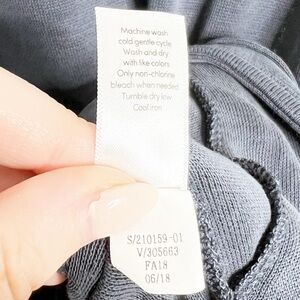 Machine wash
cold gentle cycle
Wash and dry
with like colors
Only non-chlorine
bleach when needed
Tumble dry low
Cool iron
S/210159-01
V/305663
FA18
06/18